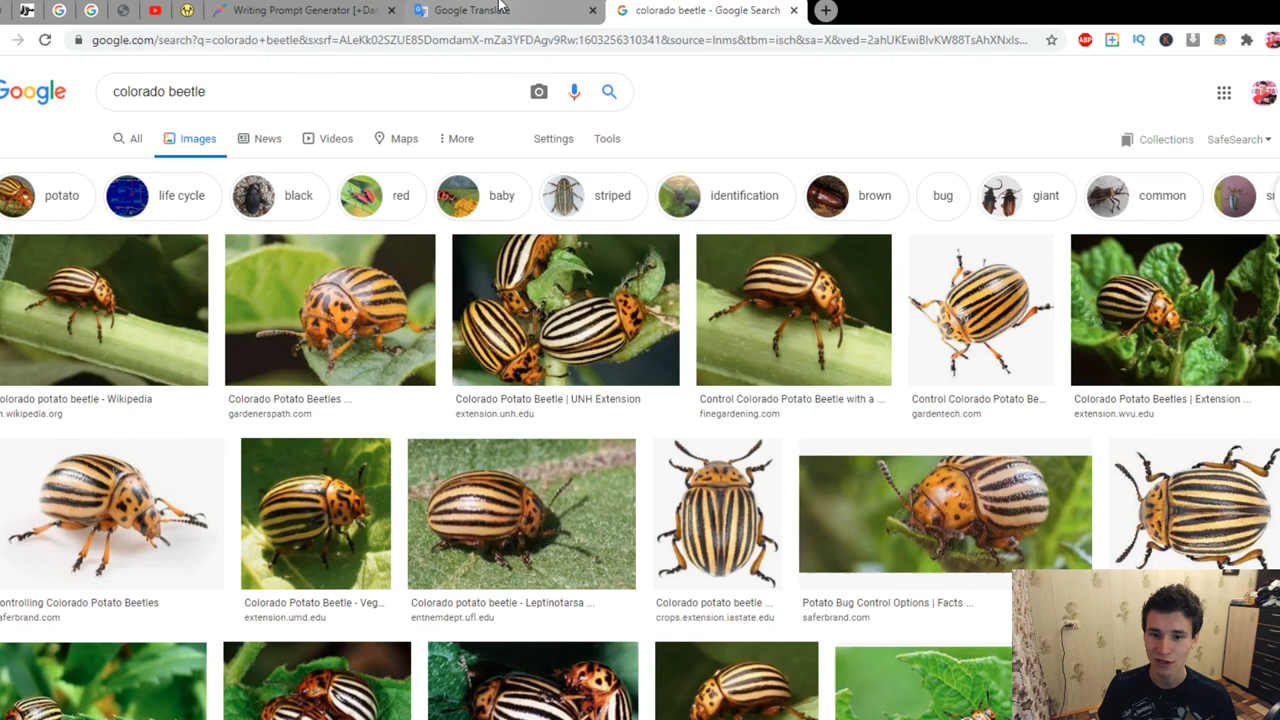 Writing Prompt Generator [+Dar
Google Translate
colorado beetle - Google Search
google.com/search?q=colorado+beetle&sxsrf=ALeKk02SZUE85DomdamX-mZa3YFDAgv9Rw:1603256310341&source=lnms&tbm=isch&sa=X&ved=2ahUKEwiBlvKW88TsAhXNxIs...
Google
colorado beetle
All
Images
News
Videos
Maps
More
Settings
Tools
Collections
SafeSearch
potato
life cycle
black
red
baby
striped
identification
brown
bug
giant
common
olorado potato beetle - Wikipedia
n.wikipedia.org
Colorado Potato Beetles ...
gardenerspath.com
Colorado Potato Beetle | UNH Extension
extension.unh.edu
Control Colorado Potato Beetle with a ...
finegardening.com
Control Colorado Potato Be...
gardentech.com
Colorado Potato Beetles | Extension ...
extension.wvu.edu
ontrolling Colorado Potato Beetles
aferbrand.com
Colorado Potato Beetle - Veg...
extension.umd.edu
Colorado potato beetle - Leptinotarsa ...
entnemdept.ufl.edu
Colorado potato beetle ...
crops.extension.iastate.edu
Potato Bug Control Options | Facts ...
saferbrand.com